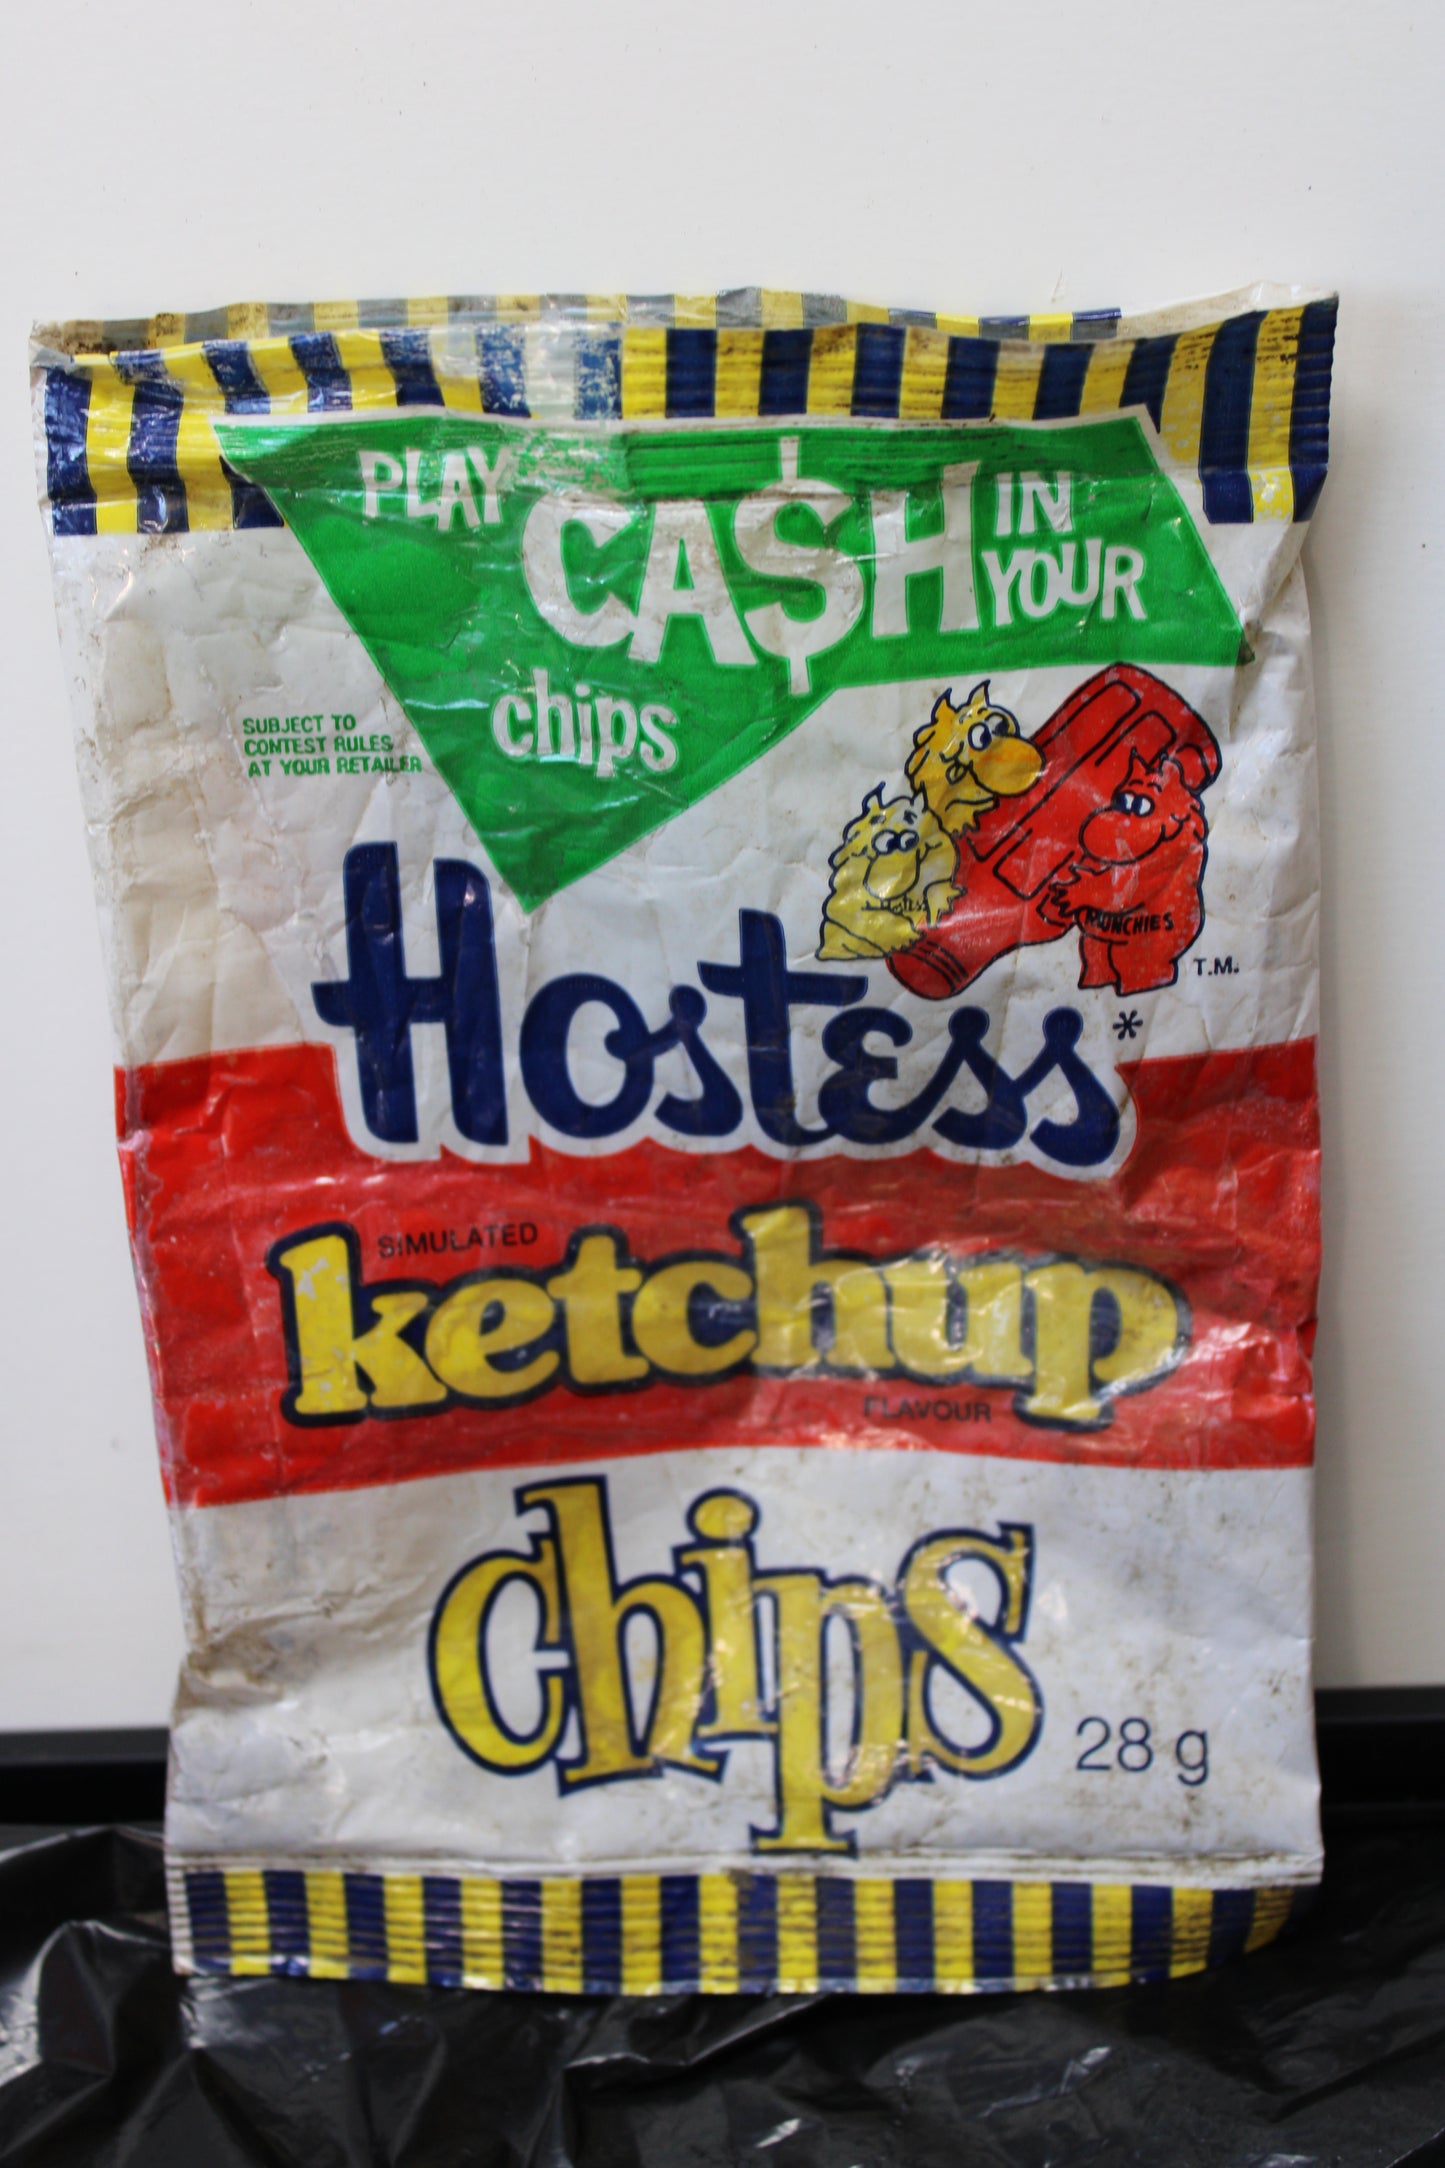 PLAY CA$H IN
YOUR
chips
SUBJECT TO
CONTEST RULES
AT YOUR RETAILER
Hostess
MUNCHIES
T.M.
Hostess*
SIMULATED
ketchup
FLAVOUR
chips
28 g